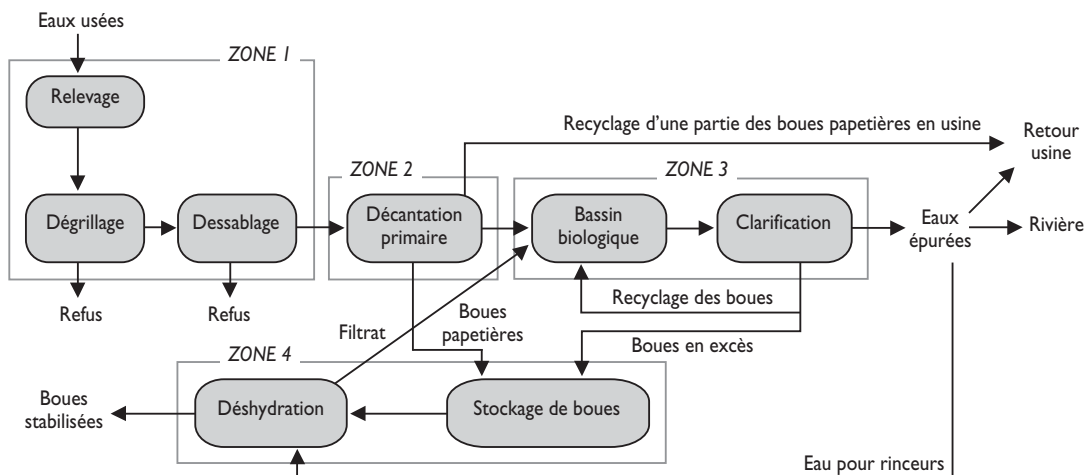 Eaux usées
ZONE 1
Relevage
Recyclage d'une partie des boues papetières en usine
Retour
usine
ZONE 2
ZONE 3
Dégrillage
Dessablage
Décantation
primaire
Bassin
biologique
Clarification
Eaux
épurées
Rivière
Refus
Refus
Filtrat
Boues
papetières
Recyclage des boues
Boues en excès
ZONE 4
Boues
stabilisées
Déshydration
Stockage de boues
Eau pour rinceurs